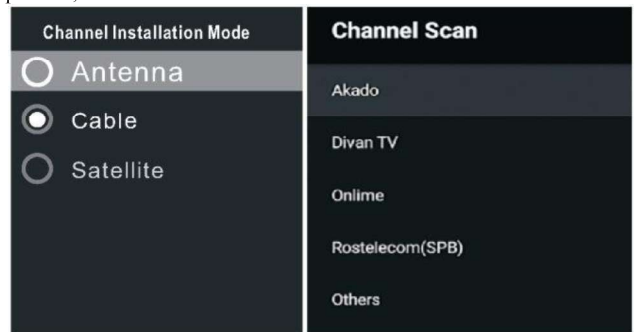 Channel Installation Mode
Antenna
Cable
Satellite
Channel Scan
Akado
Divan TV
Onlime
Rostelecom(SPB)
Others